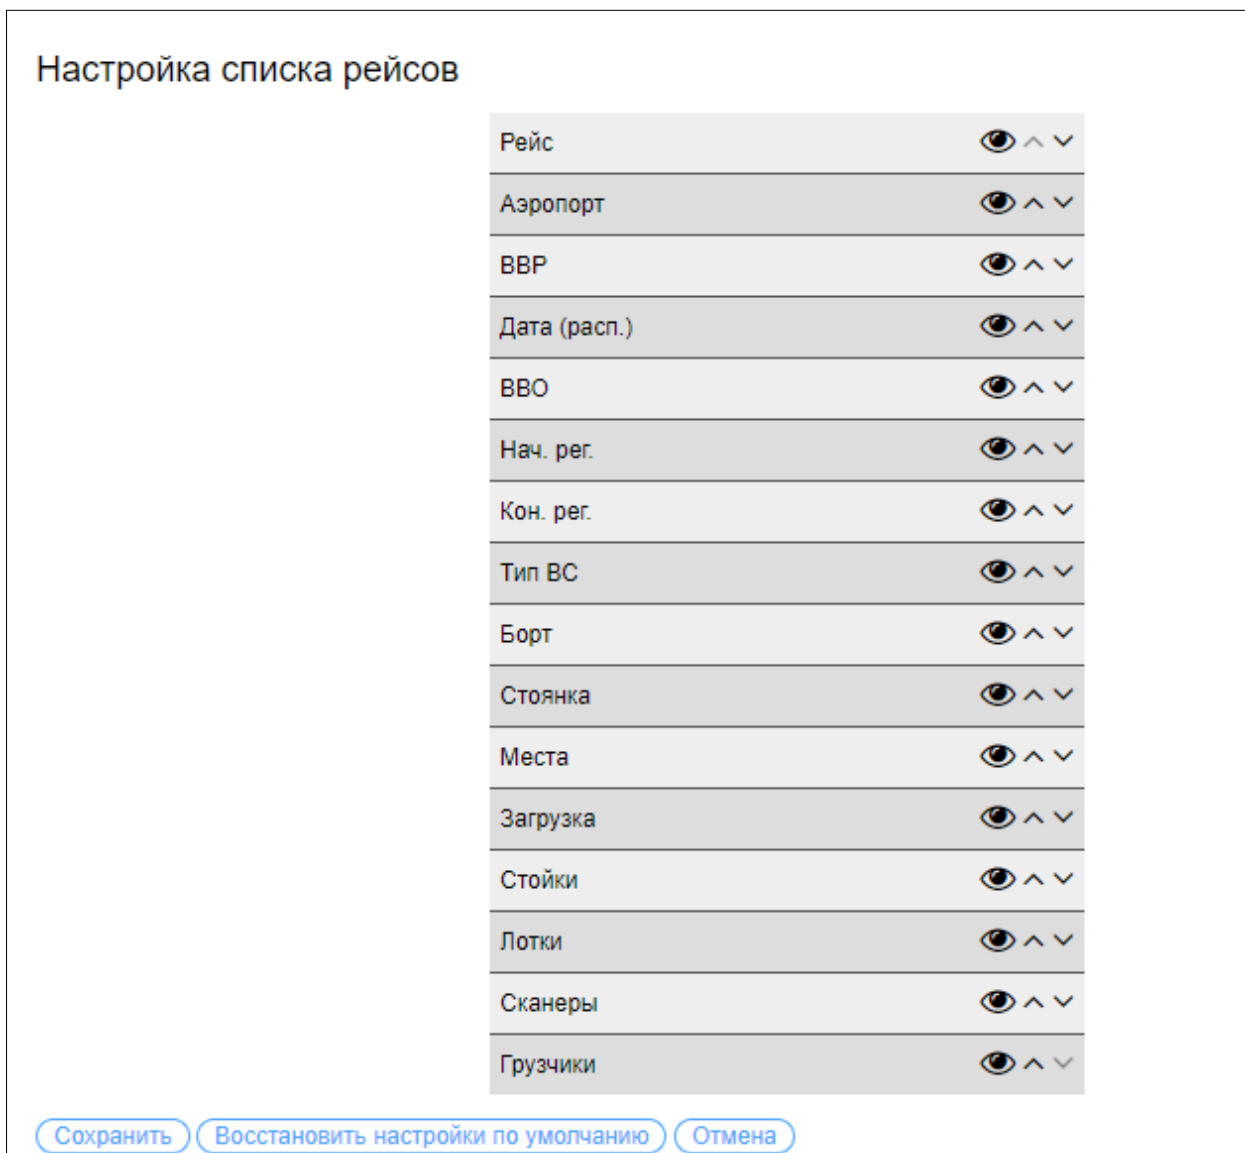 Настройка списка рейсов
Рейс
Аэропорт
ВВР
Дата (расп.)
ВВО
Нач. рег.
Кон. рег.
Тип ВС
Борт
Стоянка
Места
Загрузка
Стойки
Лотки
Сканеры
Грузчики
Сохранить Восстановить настройки по умолчанию Отмена